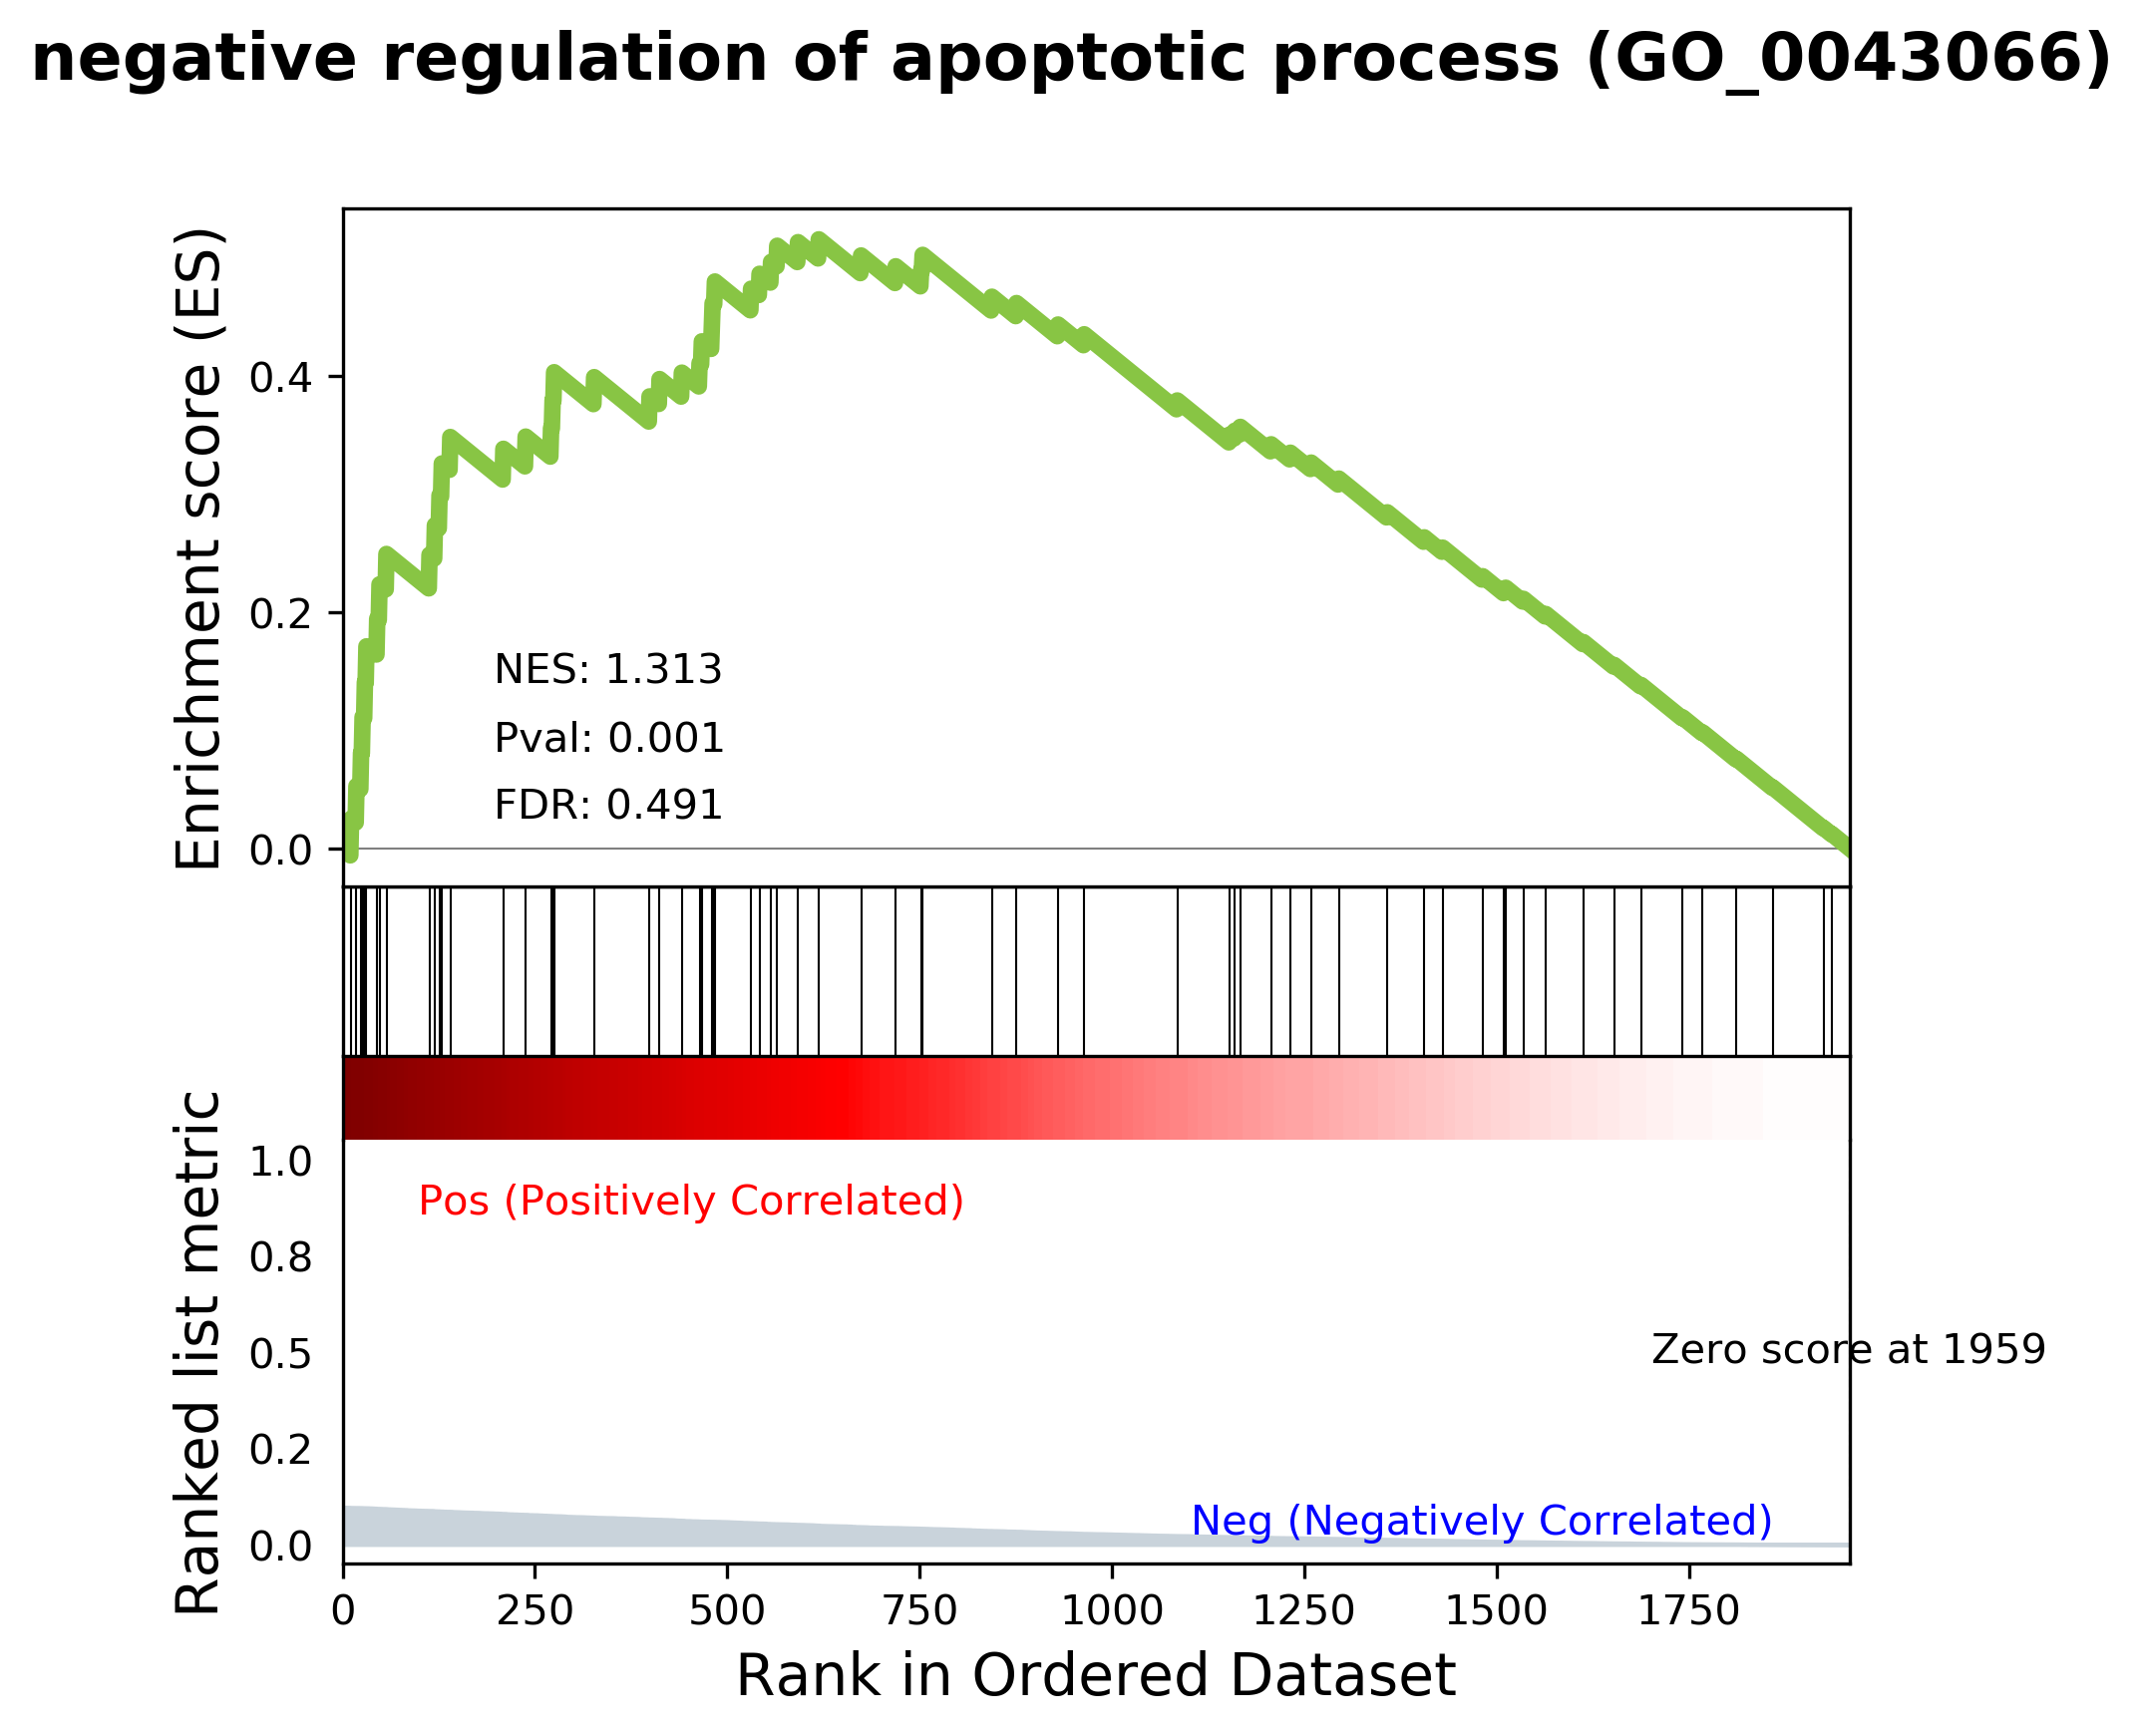 negative regulation of apoptotic process (GO_0043066)
Enrichment score (ES)
0.4
0.2
0.0
NES: 1.313
Pval: 0.001
FDR: 0.491
Ranked list metric
1.0
0.8
0.5
0.2
0.0
Pos (Positively Correlated)
Zero score at 1959
Neg (Negatively Correlated)
0 250 500 750 1000 1250 1500 1750
Rank in Ordered Dataset